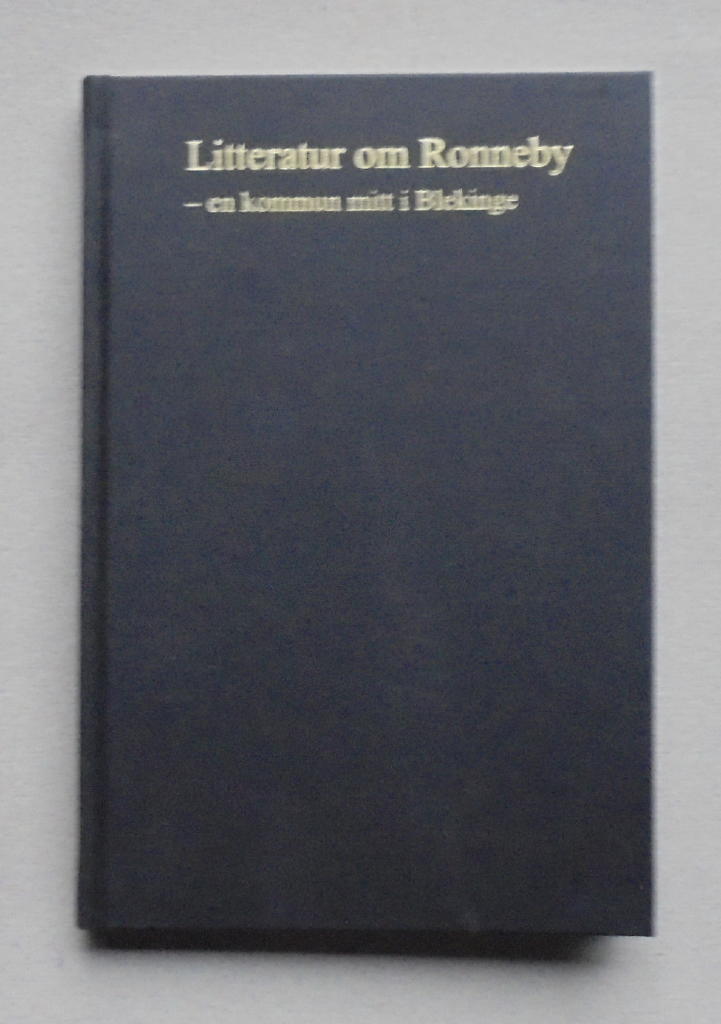 Litteratur om Ronneby
– en kommun mitt i Blekinge